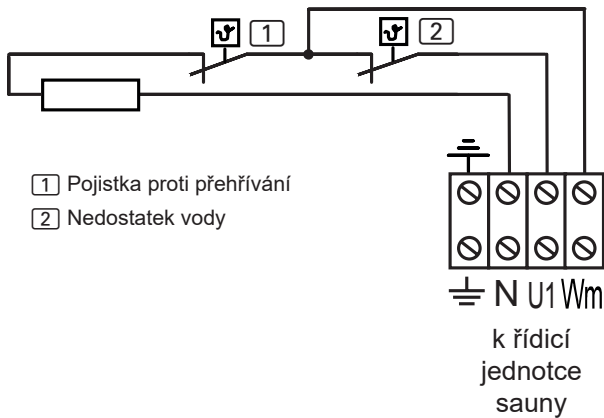 1
2
1 Pojistka proti přehřívání
2 Nedostatek vody
N U1 Wm
k řídicí
jednotce
sauny